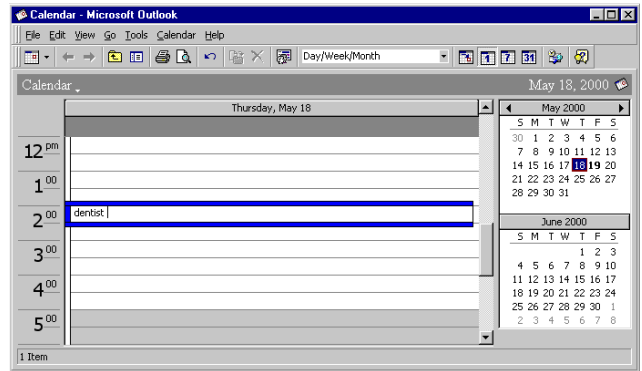 Calendar - Microsoft Outlook
File Edit View Go Tools Calendar Help
Day/Week/Month
1 7 31
Calendar
May 18, 2000
Thursday, May 18
12 pm
1 00
2 00
dentist
3 00
4 00
5 00
May 2000
S M T W T F S
30 1 2 3 4 5 6
7 8 9 10 11 12 13
14 15 16 17 18 19 20
21 22 23 24 25 26 27
28 29 30 31
June 2000
S M T W T F S
1 2 3
4 5 6 7 8 9 10
11 12 13 14 15 16 17
18 19 20 21 22 23 24
25 26 27 28 29 30 1
2 3 4 5 6 7 8
1 Item